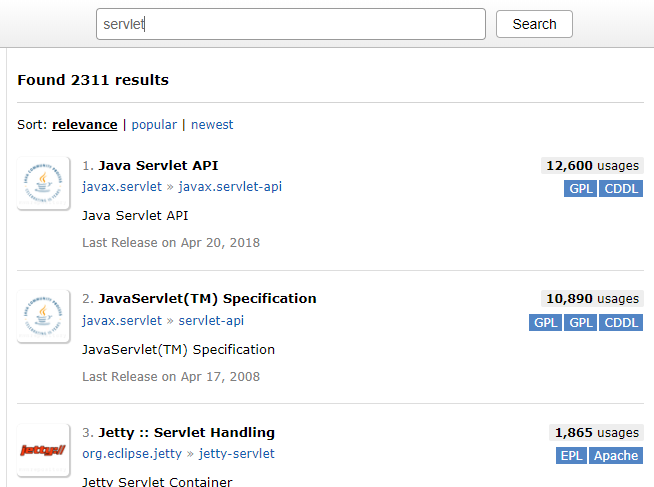 servlet
Search
Found 2311 results
Sort: relevance | popular | newest
1. Java Servlet API
12,600 usages
javax.servlet » javax.servlet-api
GPL CDDL
Java Servlet API
Last Release on Apr 20, 2018
2. JavaServlet(TM) Specification
10,890 usages
javax.servlet » servlet-api
GPL GPL CDDL
JavaServlet(TM) Specification
Last Release on Apr 17, 2008
jetty://
3. Jetty :: Servlet Handling
1,865 usages
org.eclipse.jetty » jetty-servlet
EPL Apache
Jetty Servlet Container